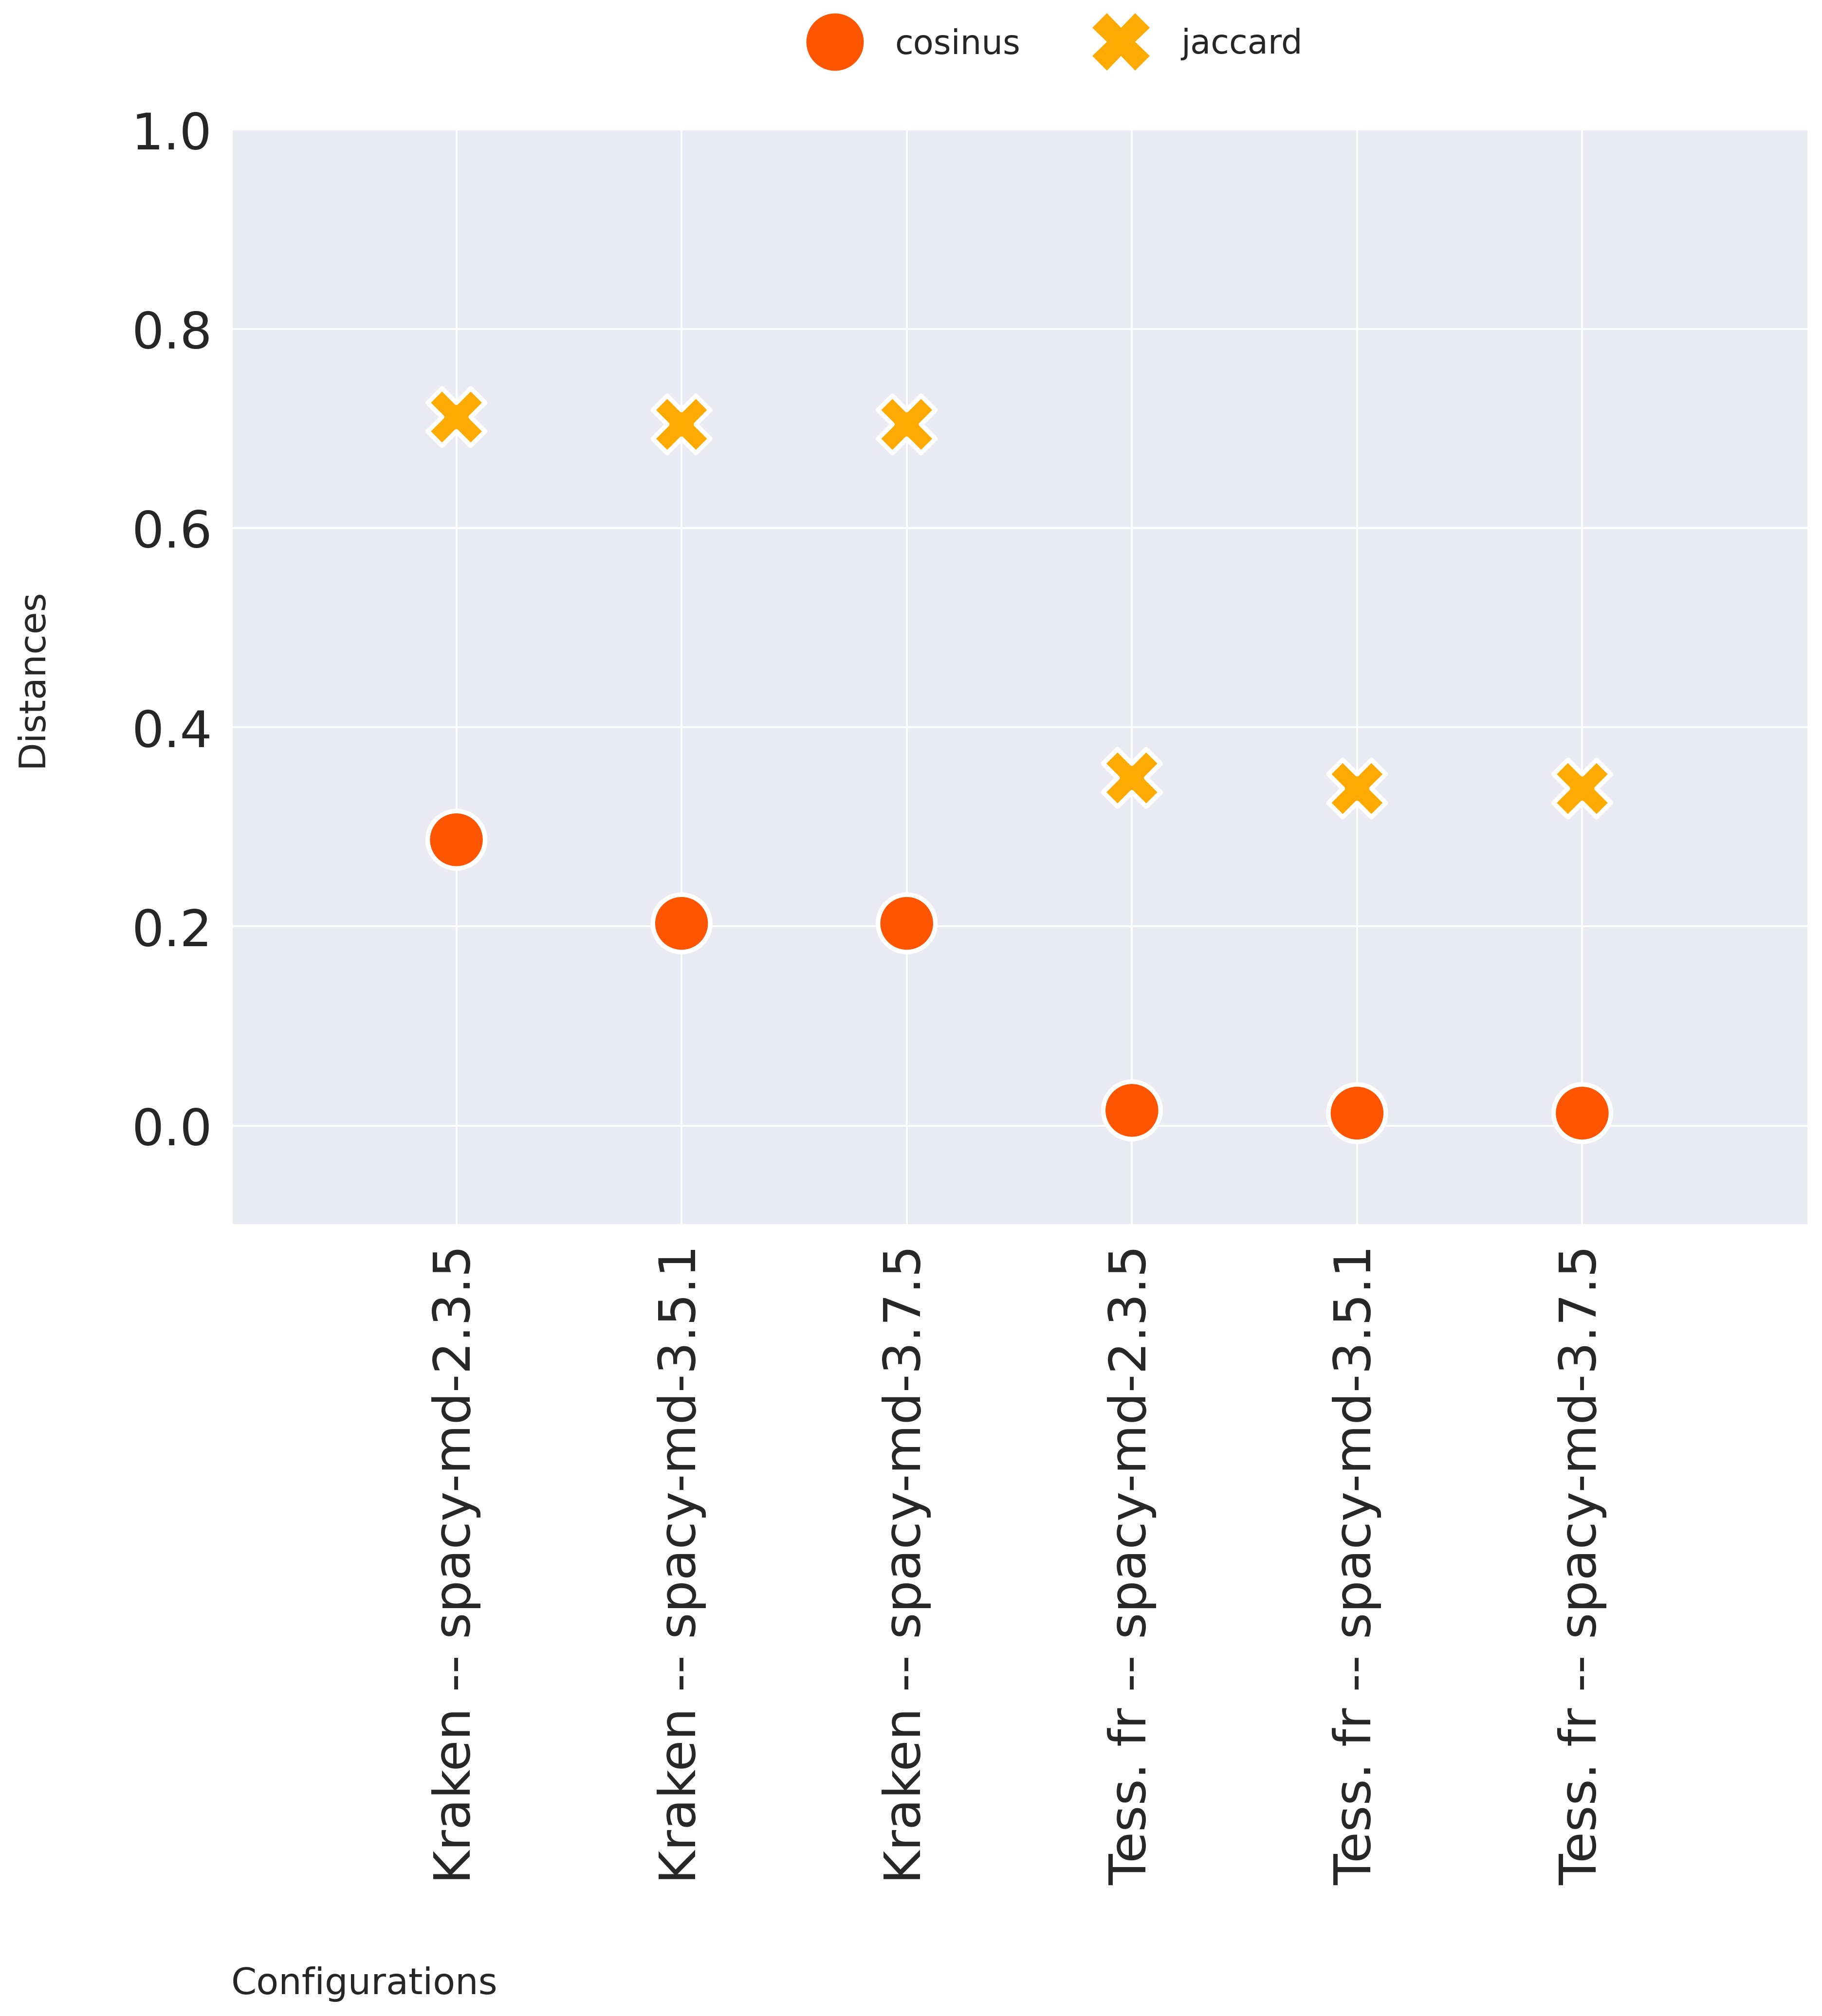 cosinus jaccard
1.0
0.8
0.6
0.4
0.2
0.0
Distances
Kraken -- spacy-md-2.3.5
Kraken -- spacy-md-3.5.1
Kraken -- spacy-md-3.7.5
Tess. fr -- spacy-md-2.3.5
Tess. fr -- spacy-md-3.5.1
Tess. fr -- spacy-md-3.7.5
Configurations